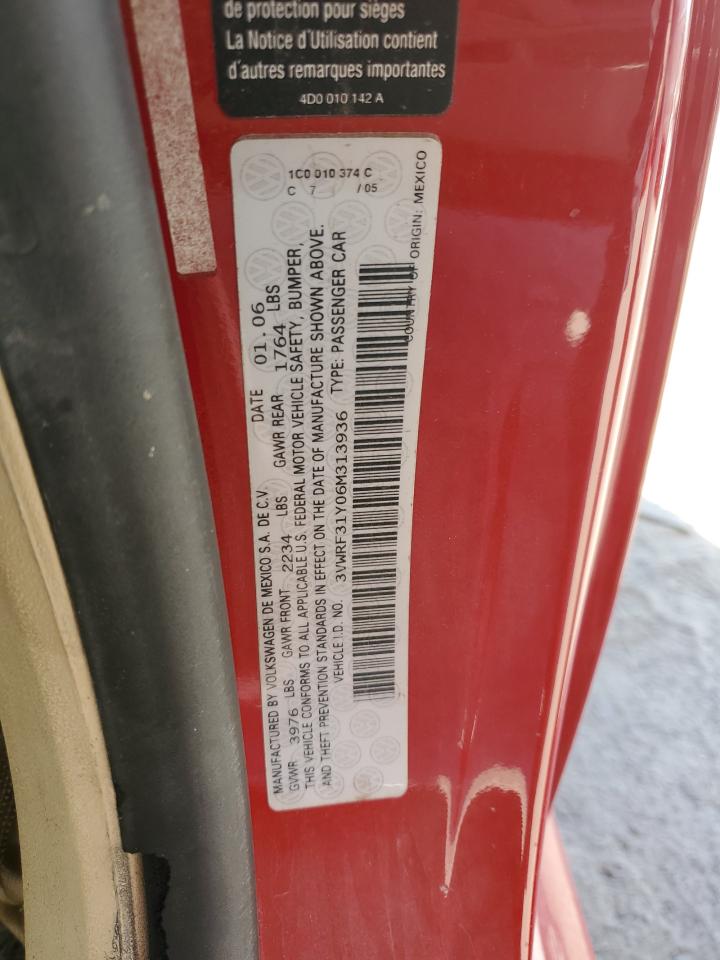 de protection pour sièges
La Notice d'Utilisation contient
d'autres remarques importantes
4D0 010 142 A
1C0 010 374 C
C 7 / 05
MANUFACTURED BY VOLKSWAGEN DE MEXICO S.A. DE C.V. DATE 01.06
GVWR 3976 LBS GAWR FRONT 2234 LBS GAWR REAR 1764 LBS
THIS VEHICLE CONFORMS TO ALL APPLICABLE U.S. FEDERAL MOTOR VEHICLE SAFETY, BUMPER,
AND THEFT PREVENTION STANDARDS IN EFFECT ON THE DATE OF MANUFACTURE SHOWN ABOVE.
VEHICLE I.D. NO. 3VWRF31Y06M313936 TYPE: PASSENGER CAR
COUNTRY OF ORIGIN: MEXICO